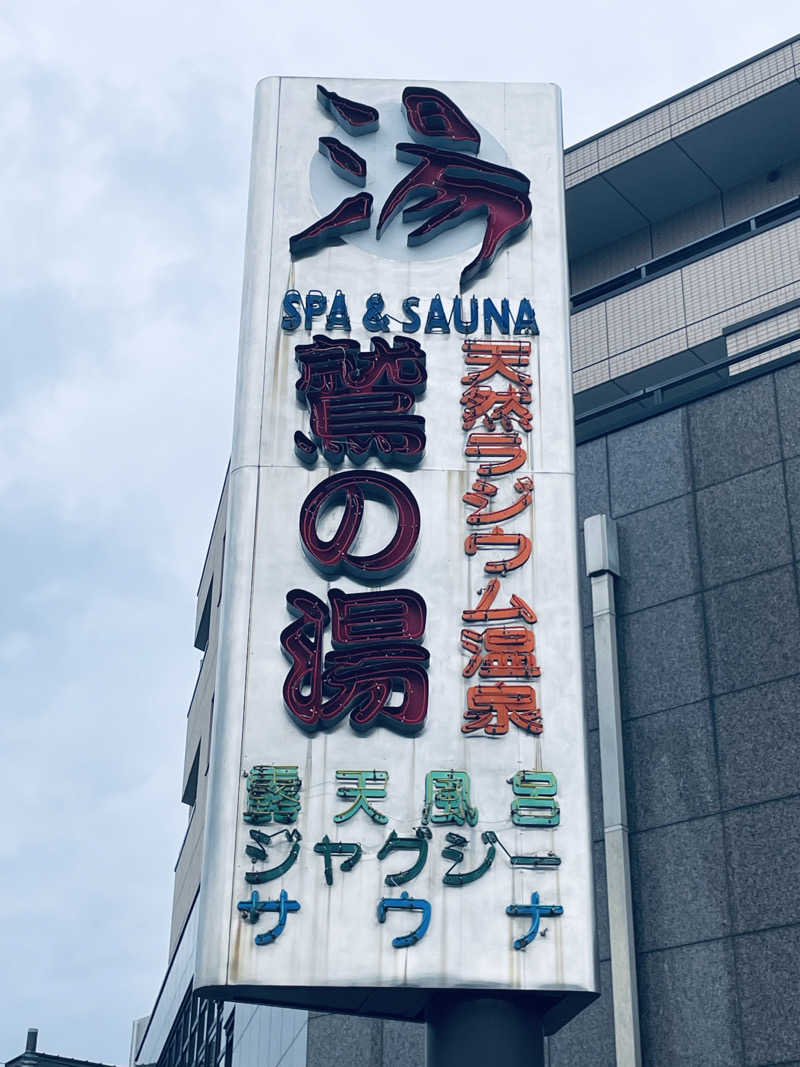 湯
SPA & SAUNA
鷲の湯
天然ラジウム温泉
露天風呂
ジャグジー
サウナ